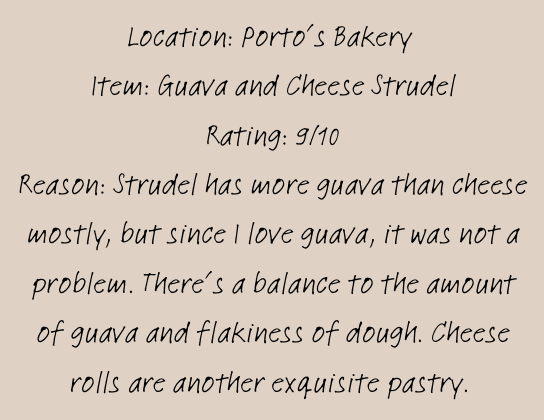 Location: Porto's Bakery
Item: Guava and Cheese Strudel
Rating: 9/10
Reason: Strudel has more guava than cheese
mostly, but since I love guava, it was not a
problem. There's a balance to the amount
of guava and flakiness of dough. Cheese
rolls are another exquisite pastry.